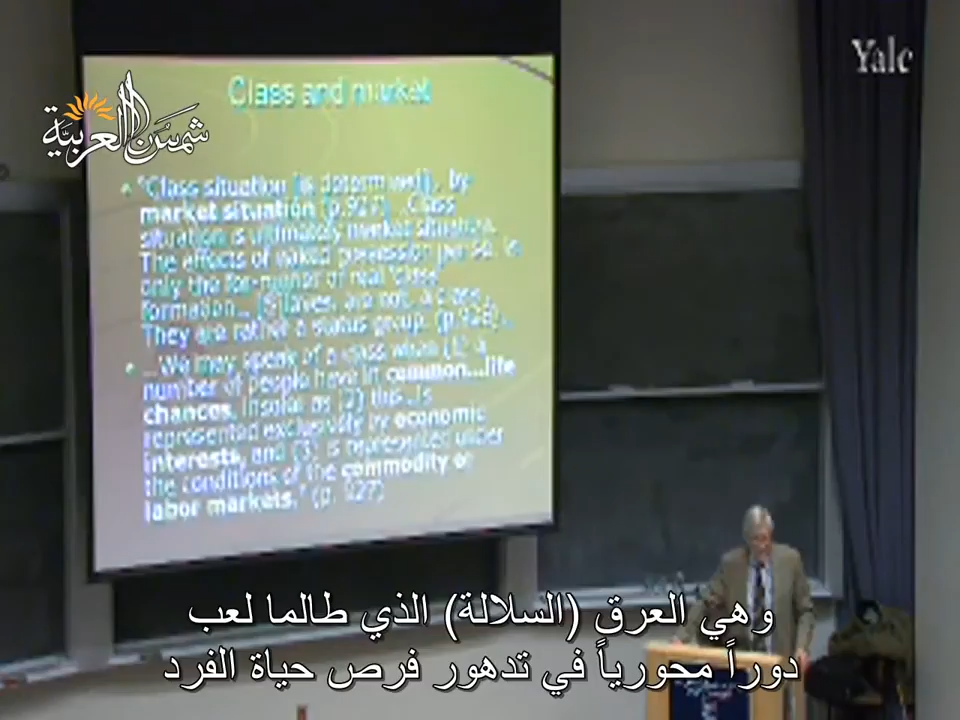 Yale
شمس العربية
Class and market
"Class situation [is determined].. by
market situation (p.927). ..Class
situation is ultimately market situation.
The effects of naked possession per se is
only the for-runner of real 'class'
formation... [S]laves, are not, a class..
They are rather a status group. (p.928)..
...We may speak of a class when (1) a
number of people have in common...life
chances, insofar as (2) this..is
represented exclusively by economic
interests, and (3) is represented under
the conditions of the commodity or
labor markets." (p. 927)
وهي العرق (السلالة) الذي طالما لعب
دوراً محورياً في تدهور فرص حياة الفرد